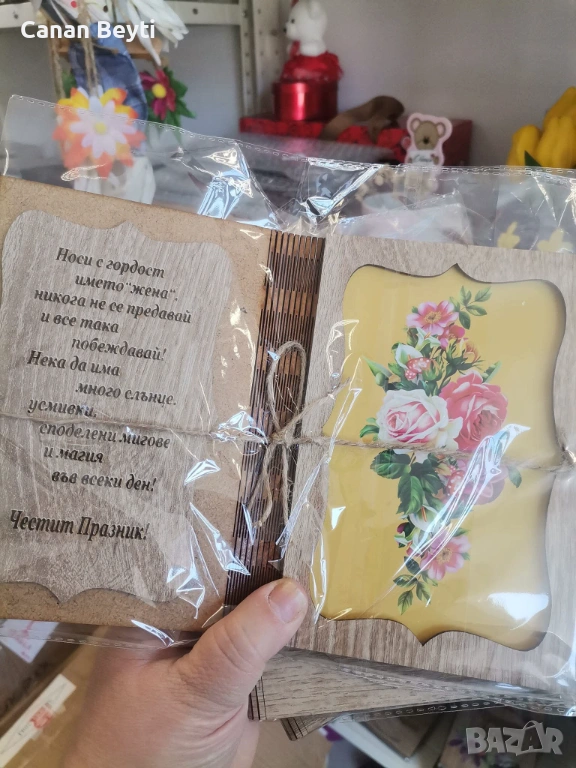 Canan Beyti
Носи с гордост
името "жена".
никога не се предавай
и все така
побеждавай!
Нека да има
много слънце.
усмивки.
споделени мигове
и магия
във всеки ден!
Честит Празник!
BAZAR